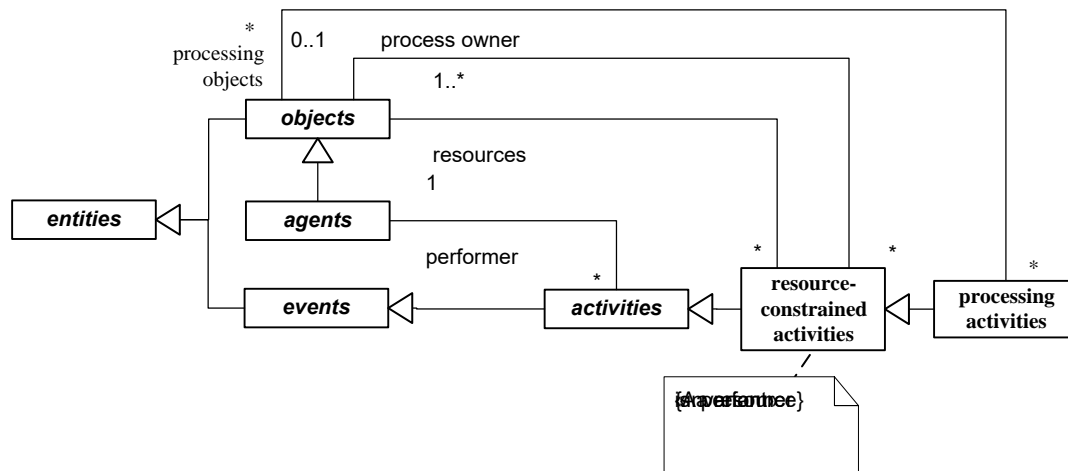 *
processing
objects
0..1
process owner
1..*
objects
resources
1
entities
agents
performer
*
*
*
*
events
activities
resource-
constrained
activities
processing
activities